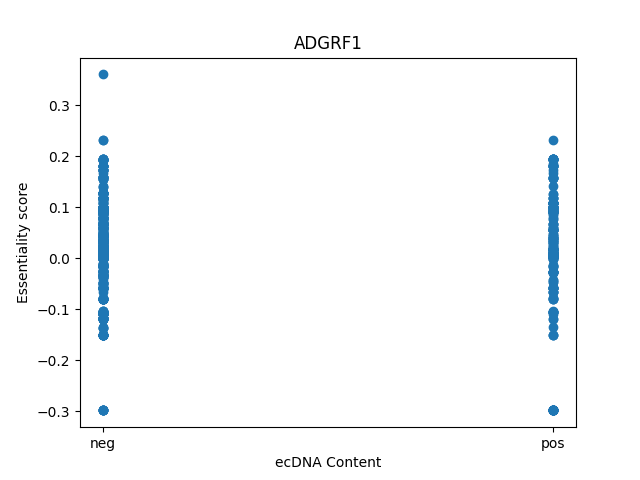 ADGRF1
Essentiality score
0.3
0.2
0.1
0.0
−0.1
−0.2
−0.3
neg
pos
ecDNA Content